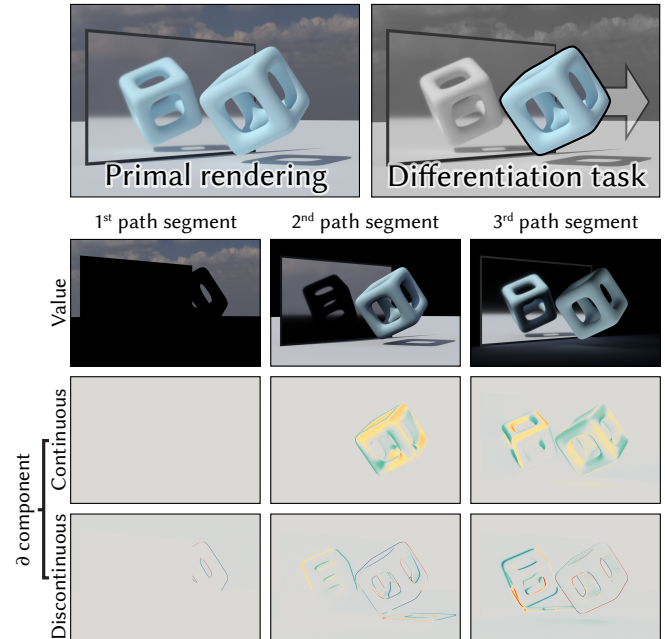 Primal rendering
Differentiation task
1st path segment
2nd path segment
3rd path segment
Value
∂ component
Continuous
Discontinuous